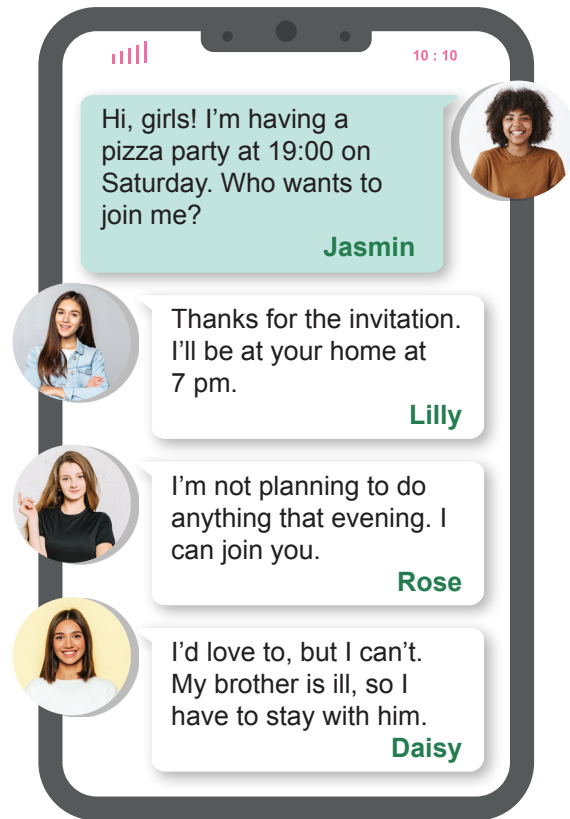 10 : 10
Hi, girls! I'm having a
pizza party at 19:00 on
Saturday. Who wants to
join me?
Jasmin
Thanks for the invitation.
I'll be at your home at
7 pm.
Lilly
I'm not planning to do
anything that evening. I
can join you.
Rose
I'd love to, but I can't.
My brother is ill, so I
have to stay with him.
Daisy